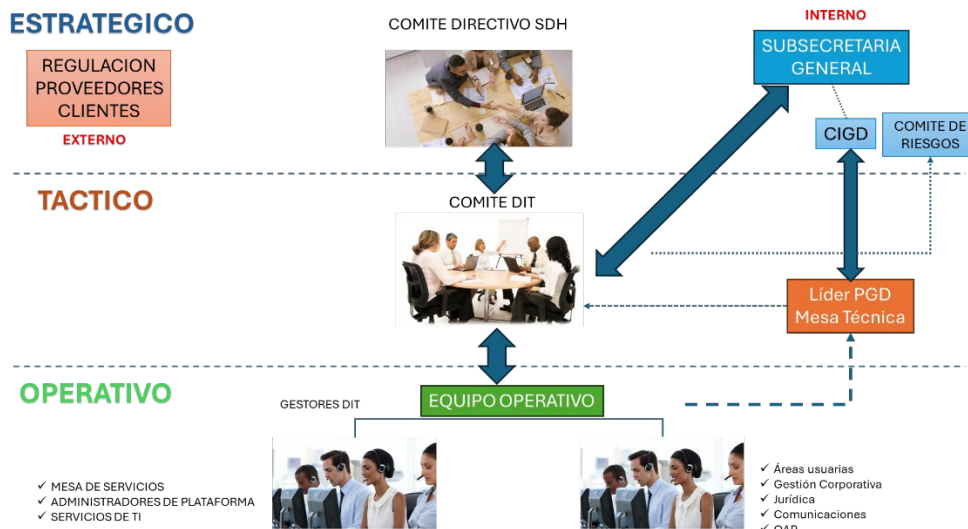 ESTRATEGICO
COMITE DIRECTIVO SDH
INTERNO
REGULACION
PROVEEDORES
CLIENTES
EXTERNO
SUBSECRETARIA
GENERAL
CIGD
COMITE DE
RIESGOS
TACTICO
COMITE DIT
Líder PGD
Mesa Técnica
OPERATIVO
GESTORES DIT
EQUIPO OPERATIVO
✓ MESA DE SERVICIOS
✓ ADMINISTRADORES DE PLATAFORMA
✓ SERVICIOS DE TI
✓ Áreas usuarias
✓ Gestión Corporativa
✓ Jurídica
✓ Comunicaciones